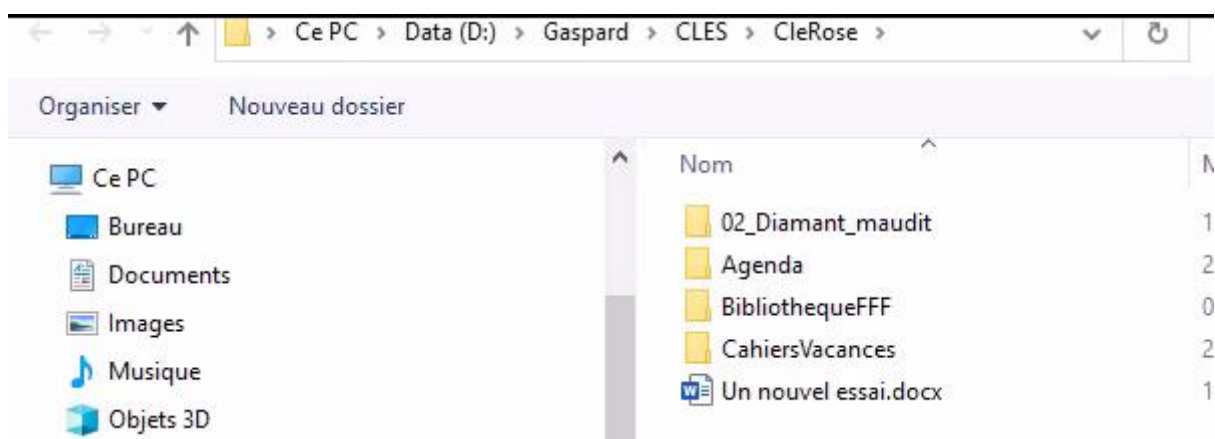 Ce PC > Data (D:) > Gaspard > CLES > CleRose >
Organiser Nouveau dossier
Ce PC
Bureau
Documents
Images
Musique
Objets 3D
Nom
02_Diamant_maudit
Agenda
BibliothequeFFF
CahiersVacances
Un nouvel essai.docx